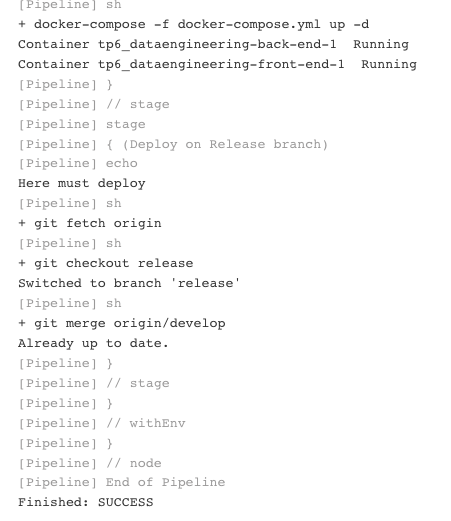 [Pipeline] sh
+ docker-compose -f docker-compose.yml up -d
Container tp6_dataengineering-back-end-1  Running
Container tp6_dataengineering-front-end-1  Running
[Pipeline] }
[Pipeline] // stage
[Pipeline] stage
[Pipeline] { (Deploy on Release branch)
[Pipeline] echo
Here must deploy
[Pipeline] sh
+ git fetch origin
[Pipeline] sh
+ git checkout release
Switched to branch 'release'
[Pipeline] sh
+ git merge origin/develop
Already up to date.
[Pipeline] }
[Pipeline] // stage
[Pipeline] }
[Pipeline] // withEnv
[Pipeline] }
[Pipeline] // node
[Pipeline] End of Pipeline
Finished: SUCCESS